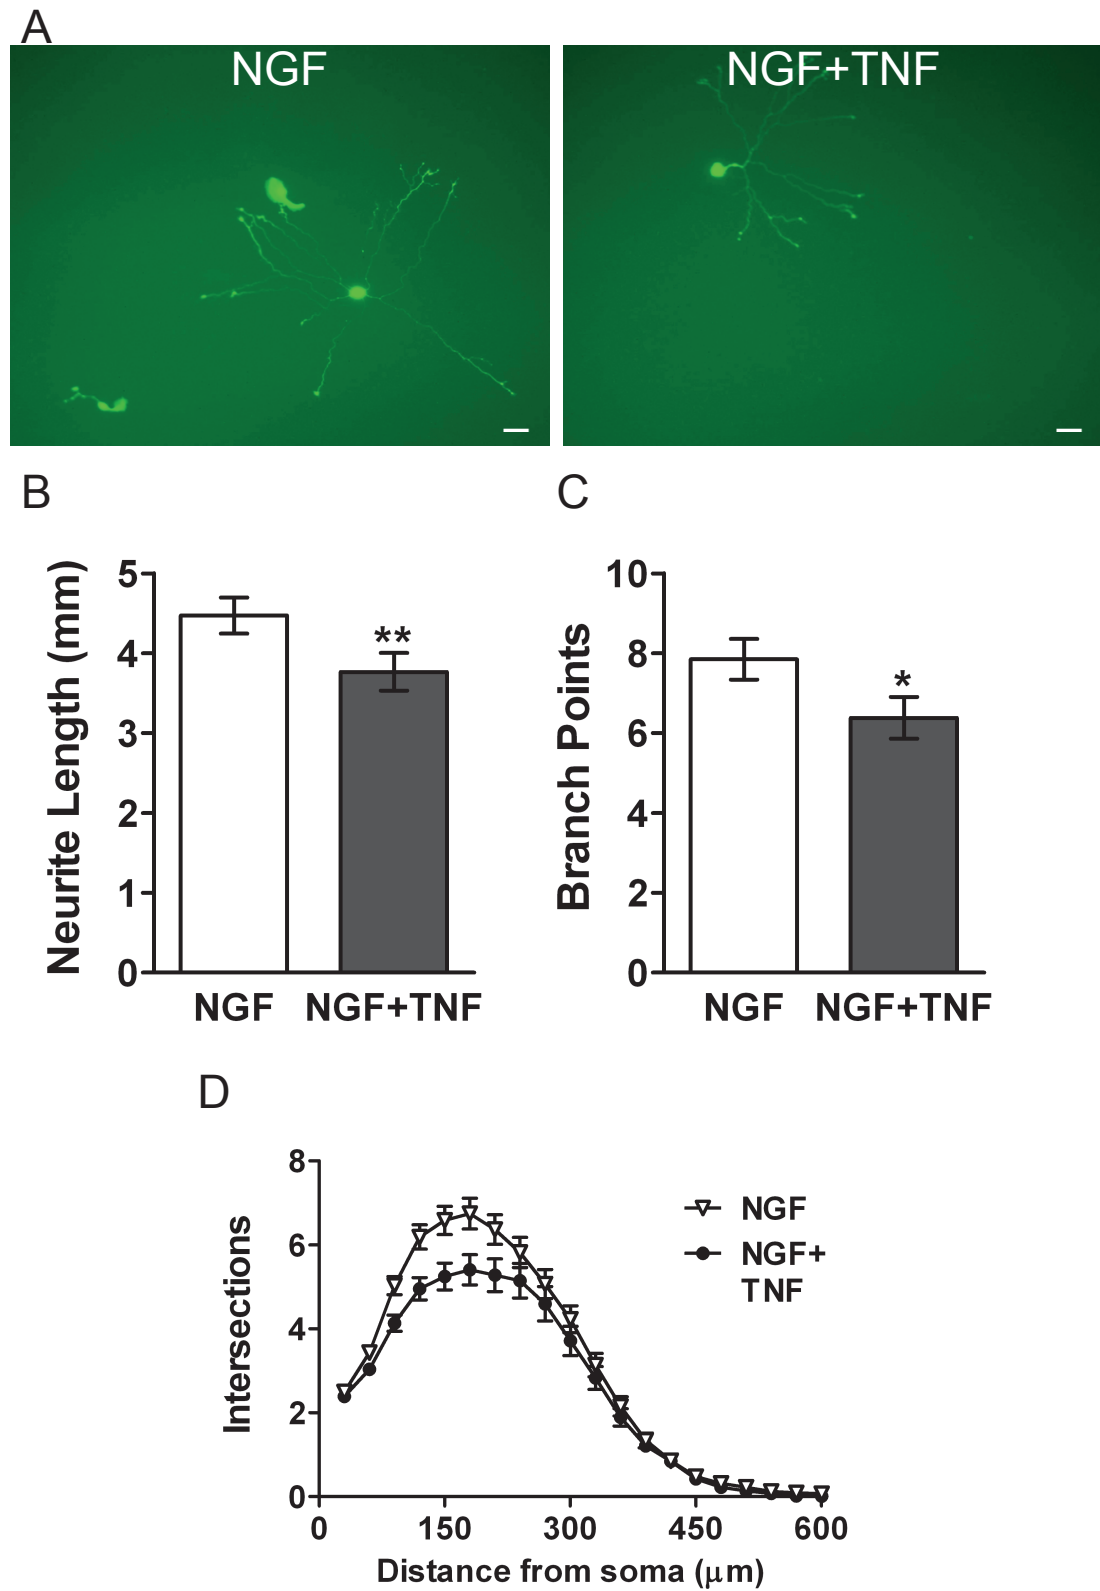 A
NGF
NGF+TNF
B
C
Neurite Length (mm)
5
4
3
2
1
0
**
NGF
NGF+TNF
Branch Points
10
8
6
4
2
0
*
NGF
NGF+TNF
D
Intersections
8
6
4
2
0
NGF
NGF+
TNF
0
150
300
450
600
Distance from soma (μm)